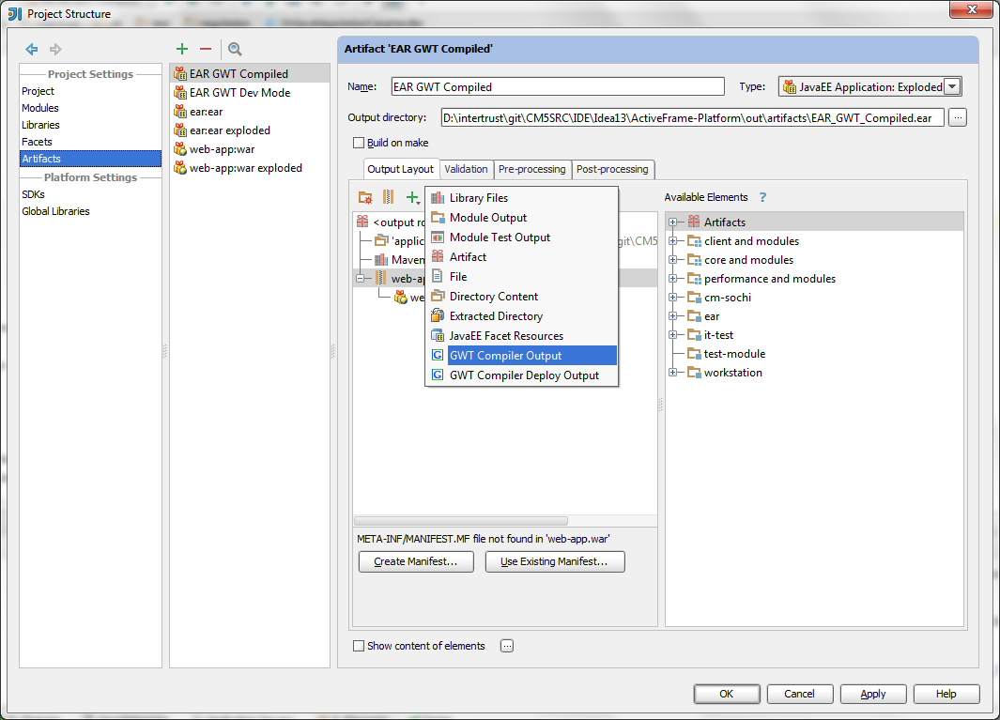 Project Structure
Project Settings
Project
Modules
Libraries
Facets
Artifacts
Platform Settings
SDKs
Global Libraries
EAR GWT Compiled
EAR GWT Dev Mode
ear:ear
ear:ear exploded
web-app:war
web-app:war exploded
Artifact 'EAR GWT Compiled'
Name: EAR GWT Compiled Type: JavaEE Application: Exploded
Output directory: D:\intertrust\git\CM5SRC\IDE\Idea13\ActiveFrame-Platform\out\artifacts\EAR_GWT_Compiled.ear ...
Build on make
Output Layout Validation Pre-processing Post-processing
<output ro
'applic git\CM5
Maven
web-ap
we
Library Files
Module Output
Module Test Output
Artifact
File
Directory Content
Extracted Directory
JavaEE Facet Resources
GWT Compiler Output
GWT Compiler Deploy Output
Available Elements ?
Artifacts
client and modules
core and modules
performance and modules
cm-sochi
ear
it-test
test-module
workstation
META-INF/MANIFEST.MF file not found in 'web-app.war'
Create Manifest... Use Existing Manifest...
Show content of elements ...
OK Cancel Apply Help